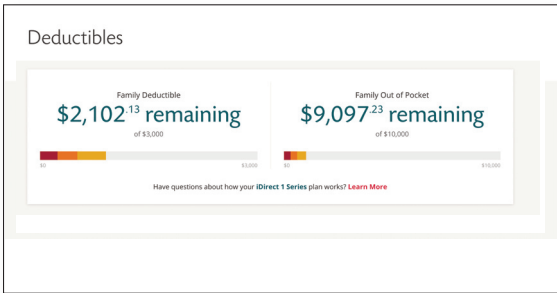 Deductibles
Family Deductible
$2,102.13 remaining
of $3,000
$0 $3,000
Family Out of Pocket
$9,097.23 remaining
of $10,000
$0 $10,000
Have questions about how your iDirect 1 Series plan works? Learn More